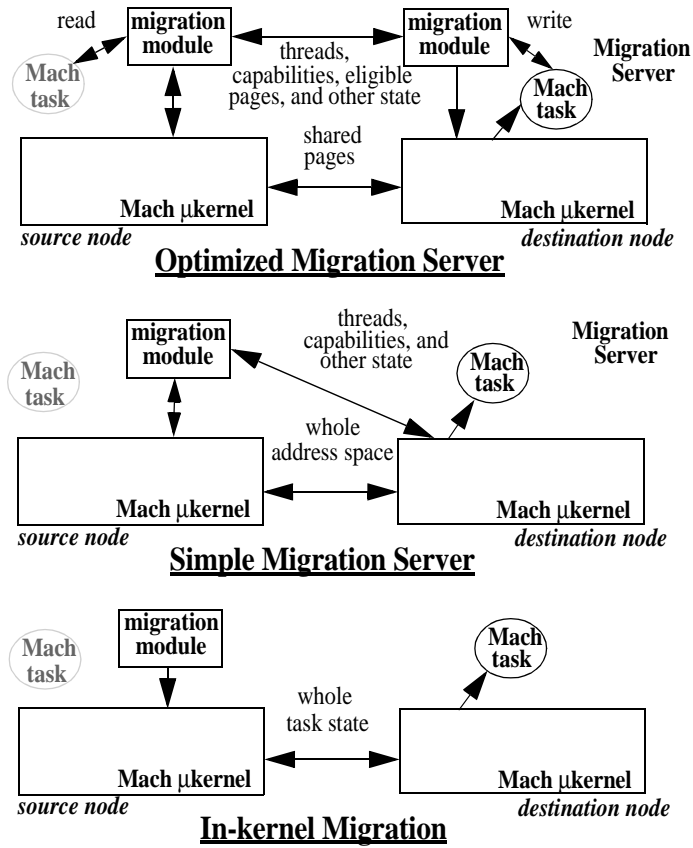 read
migration
module
threads,
capabilities, eligible
pages, and other state
migration
module
write
Migration
Server
Mach
task
Mach
task
shared
pages
Mach μkernel
Mach μkernel
source node
destination node
Optimized Migration Server
migration
module
threads,
capabilities, and
other state
Migration
Server
Mach
task
Mach
task
whole
address space
Mach μkernel
Mach μkernel
source node
destination node
Simple Migration Server
Mach
task
migration
module
Mach
task
whole
task state
Mach μkernel
Mach μkernel
source node
destination node
In-kernel Migration